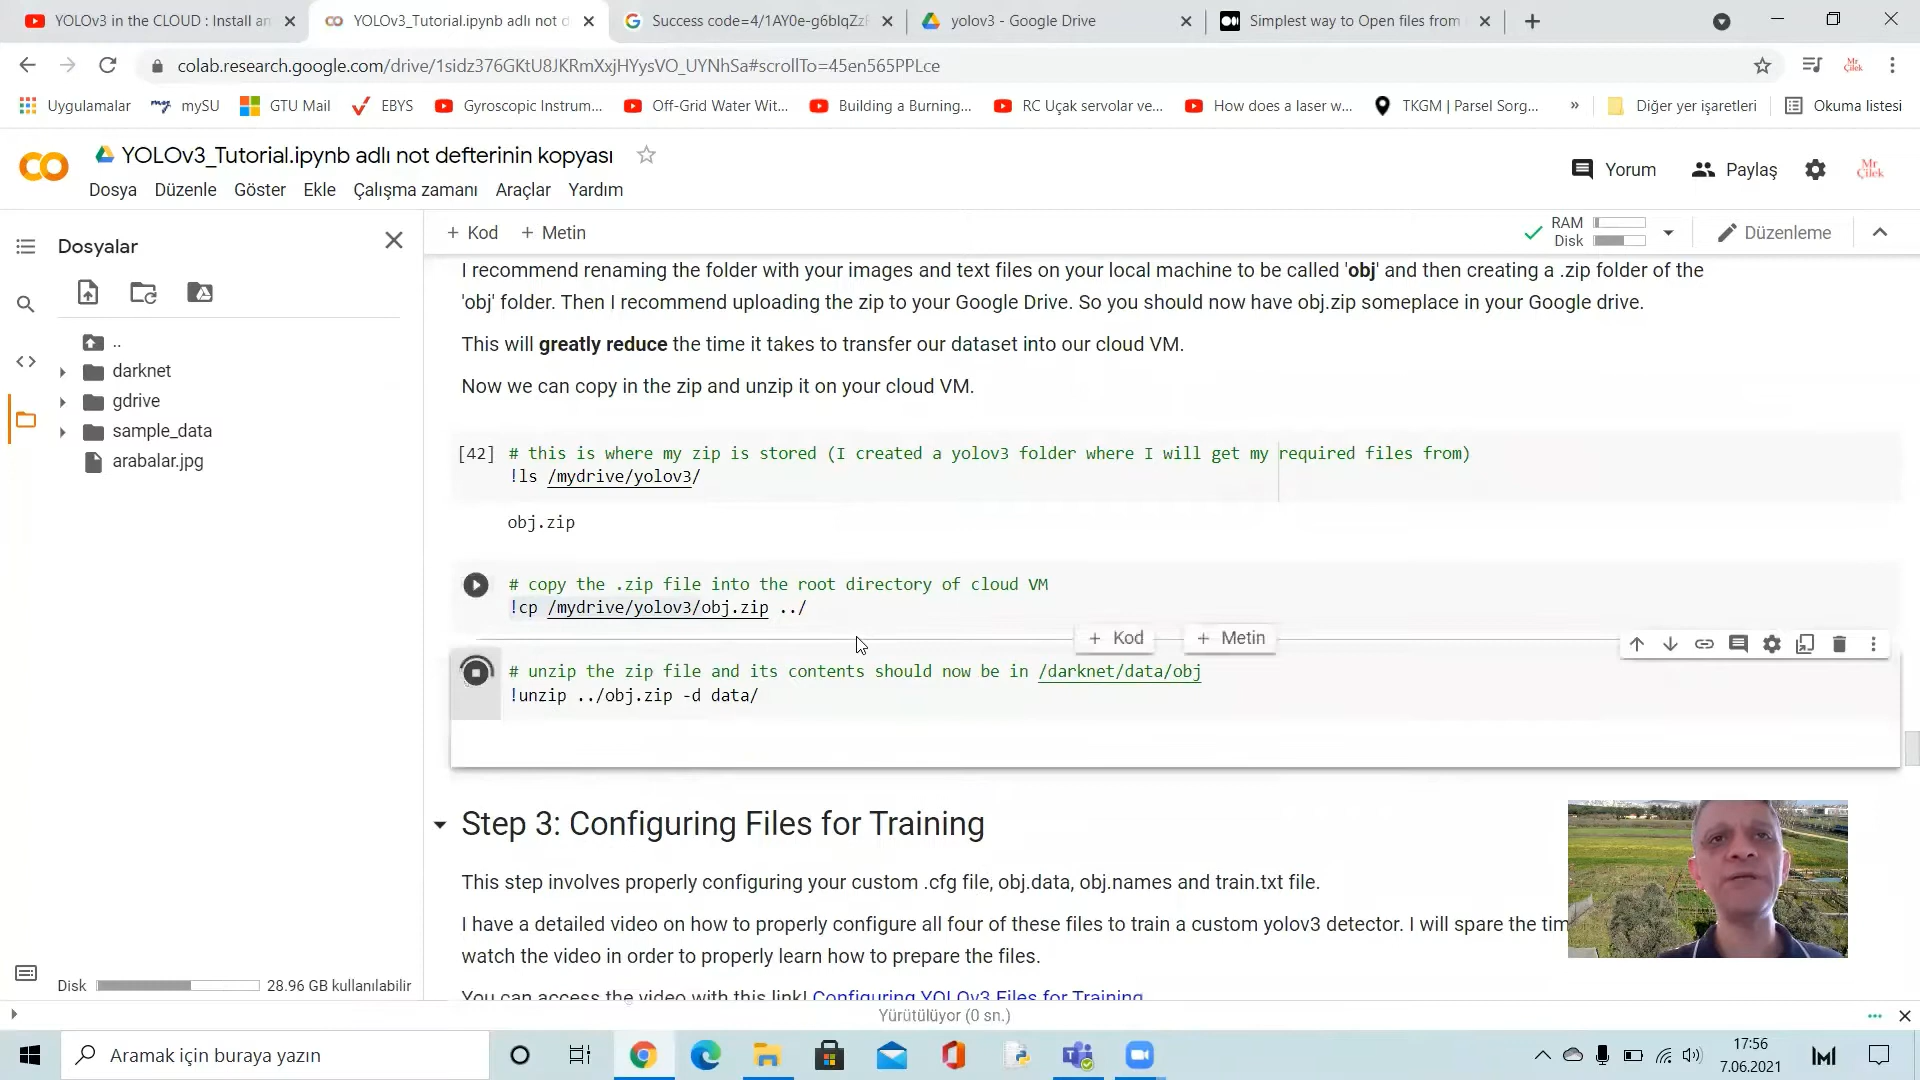 YOLOv3 in the CLOUD : Install an
YOLOv3_Tutorial.ipynb adlı not d
Success code=4/1AY0e-g6blqZz
yolov3 - Google Drive
Simplest way to Open files from
colab.research.google.com/drive/1sidz376GKtU8JKRmXxjHYysVO_UYNhSa#scrollTo=45en565PPLce
Uygulamalar
mySU
GTU Mail
EBYS
Gyroscopic Instrum...
Off-Grid Water Wit...
Building a Burning...
RC Uçak servolar ve...
How does a laser w...
TKGM | Parsel Sorg...
»
Diğer yer işaretleri
Okuma listesi
YOLOv3_Tutorial.ipynb adlı not defterinin kopyası
Dosya Düzenle Göster Ekle Çalışma zamanı Araçlar Yardım
Yorum
Paylaş
Mr Çilek
Dosyalar
+ Kod + Metin
RAM
Disk
Düzenleme
..
darknet
gdrive
sample_data
arabalar.jpg
I recommend renaming the folder with your images and text files on your local machine to be called 'obj' and then creating a .zip folder of the
'obj' folder. Then I recommend uploading the zip to your Google Drive. So you should now have obj.zip someplace in your Google drive.
This will greatly reduce the time it takes to transfer our dataset into our cloud VM.
Now we can copy in the zip and unzip it on your cloud VM.
[42] # this is where my zip is stored (I created a yolov3 folder where I will get my required files from)
!ls /mydrive/yolov3/
obj.zip
# copy the .zip file into the root directory of cloud VM
!cp /mydrive/yolov3/obj.zip ../
+ Kod + Metin
# unzip the zip file and its contents should now be in /darknet/data/obj
!unzip ../obj.zip -d data/
Step 3: Configuring Files for Training
This step involves properly configuring your custom .cfg file, obj.data, obj.names and train.txt file.
I have a detailed video on how to properly configure all four of these files to train a custom yolov3 detector. I will spare the tim
watch the video in order to properly learn how to prepare the files.
You can access the video with this link! Configuring YOLOv3 Files for Training
Disk
28.96 GB kullanılabilir
Yürütülüyor (0 sn.)
Aramak için buraya yazın
17:56
7.06.2021